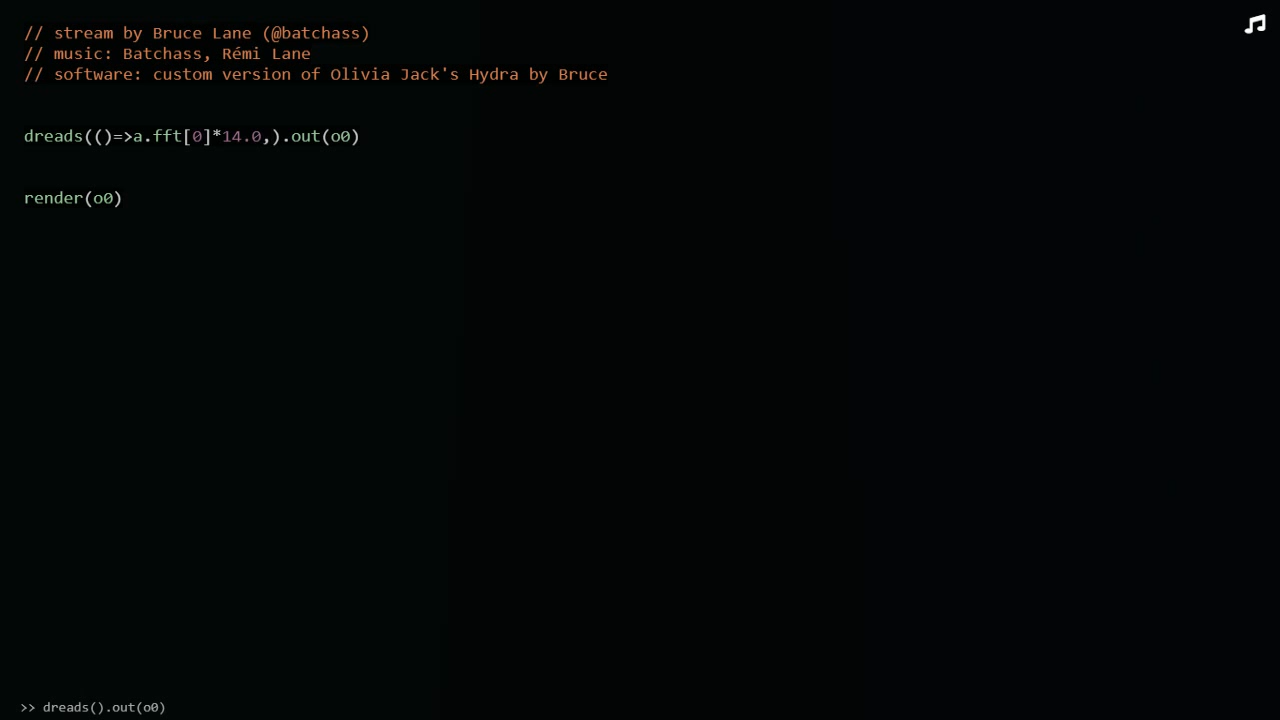 // stream by Bruce Lane (@batchass)
// music: Batchass, Rémi Lane
// software: custom version of Olivia Jack's Hydra by Bruce
dreads(()=>a.fft[0]*14.0,).out(o0)
render(o0)
>> dreads().out(o0)